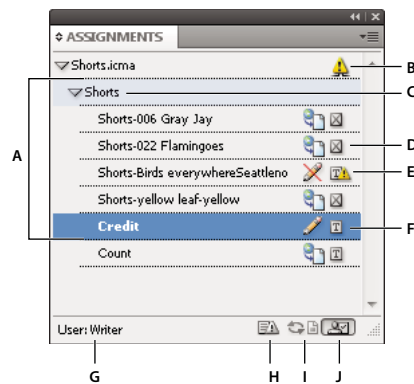 ASSIGNMENTS
Shorts.icma
B
Shorts
C
A
Shorts-006 Gray Jay
Shorts-022 Flamingoes
D
Shorts-Birds everywhereSeattleno
T
E
Shorts-yellow leaf-yellow
Credit
T
F
Count
T
User: Writer
G
H
I
J